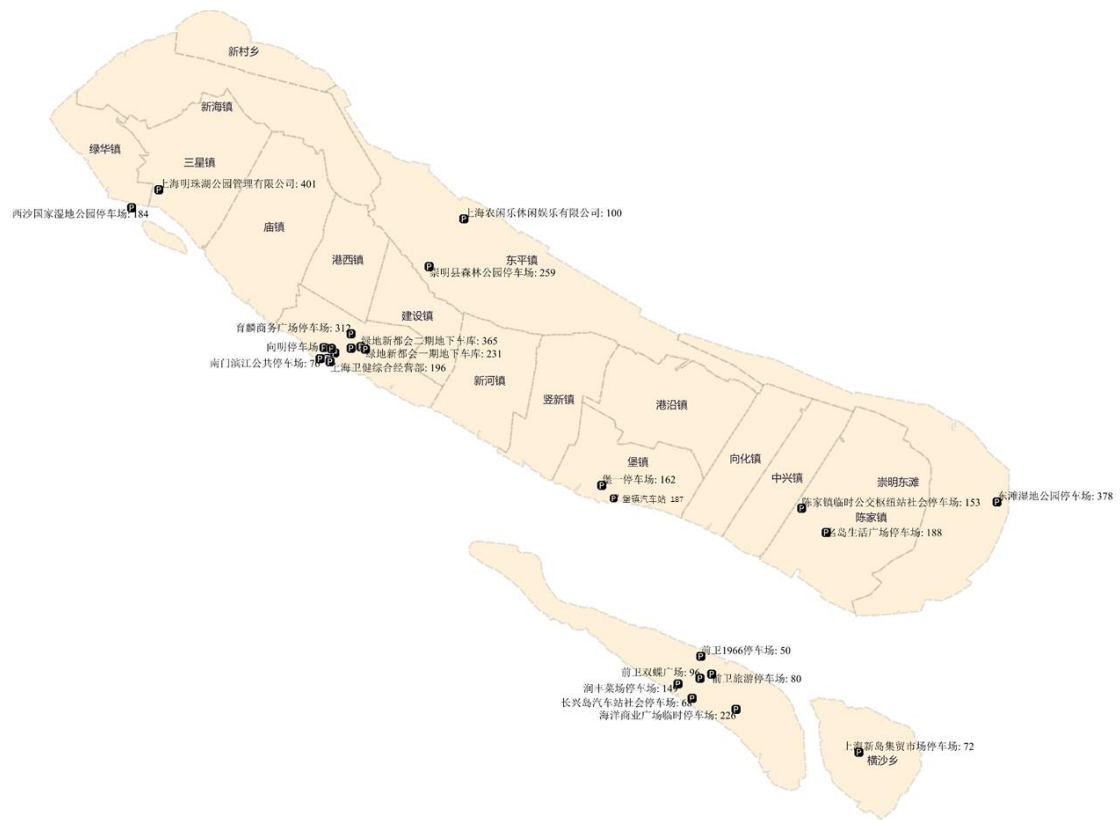 新村乡
新海镇
绿华镇
三星镇
上海明珠湖公园管理有限公司: 401
西沙国家湿地公园停车场: 184
上海农闲乐休闲娱乐有限公司: 100
庙镇
港西镇
东平镇
崇明县森林公园停车场: 259
建设镇
育麟商务广场停车场: 312
绿地新都会二期地下车库: 365
向明停车场
绿地新都会一期地下车库: 231
南门滨江公共停车场: 76
上海卫健综合经营部: 196
新河镇
竖新镇
港沿镇
堡镇
向化镇
堡一停车场: 162
中兴镇
崇明东滩
堡镇汽车站 187
东滩湿地公园停车场: 378
陈家镇临时公交枢纽站社会停车场: 153
陈家镇
名岛生活广场停车场: 188
前卫1966停车场: 50
前卫双蝶广场: 96
前卫旅游停车场: 80
润丰菜场停车场: 149
长兴岛汽车站社会停车场: 68
海洋商业广场临时停车场: 226
上海新岛集贸市场停车场: 72
横沙乡